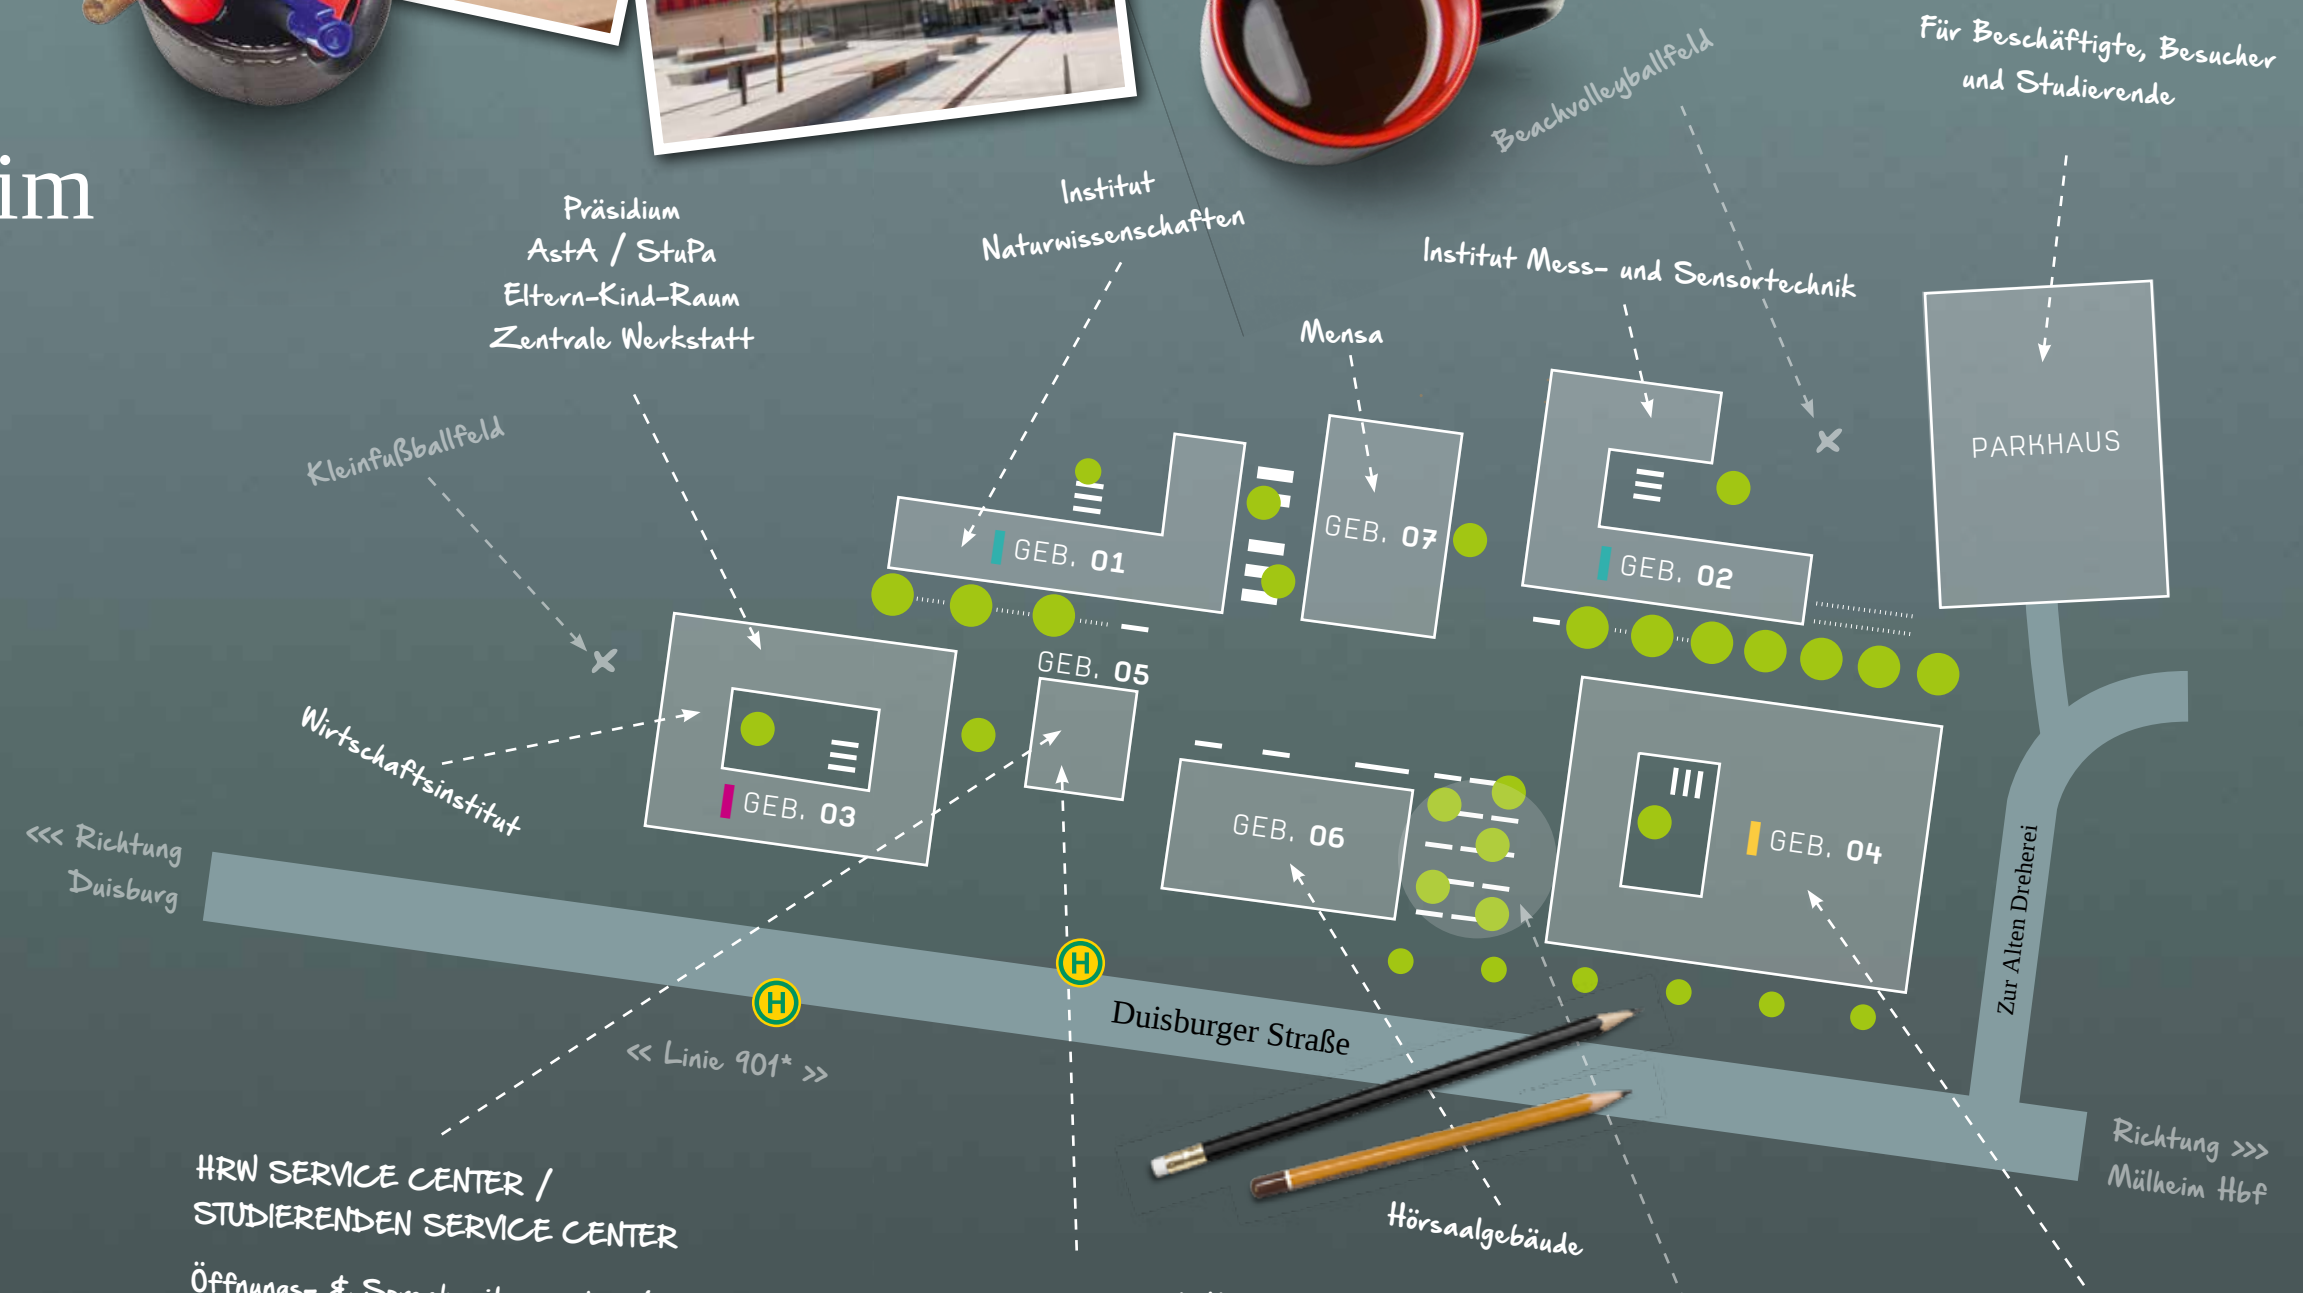 im
Für Beschäftigte, Besucher
und Studierende
Beachvolleyballfeld
Institut
Naturwissenschaften
Präsidium
AStA / StuPa
Eltern-Kind-Raum
Zentrale Werkstatt
Institut Mess- und Sensortechnik
Mensa
Kleinfußballfeld
PARKHAUS
GEB. 01
GEB. 07
GEB. 02
GEB. 05
Wirtschaftsinstitut
GEB. 03
GEB. 06
GEB. 04
<<< Richtung
Duisburg
Zur Alten Dreherei
H
H
Duisburger Straße
<< Linie 901* >>
Richtung >>>
Mülheim Hbf
HRW SERVICE CENTER /
STUDIERENDEN SERVICE CENTER
Hörsaalgebäude
Öffnungs- &